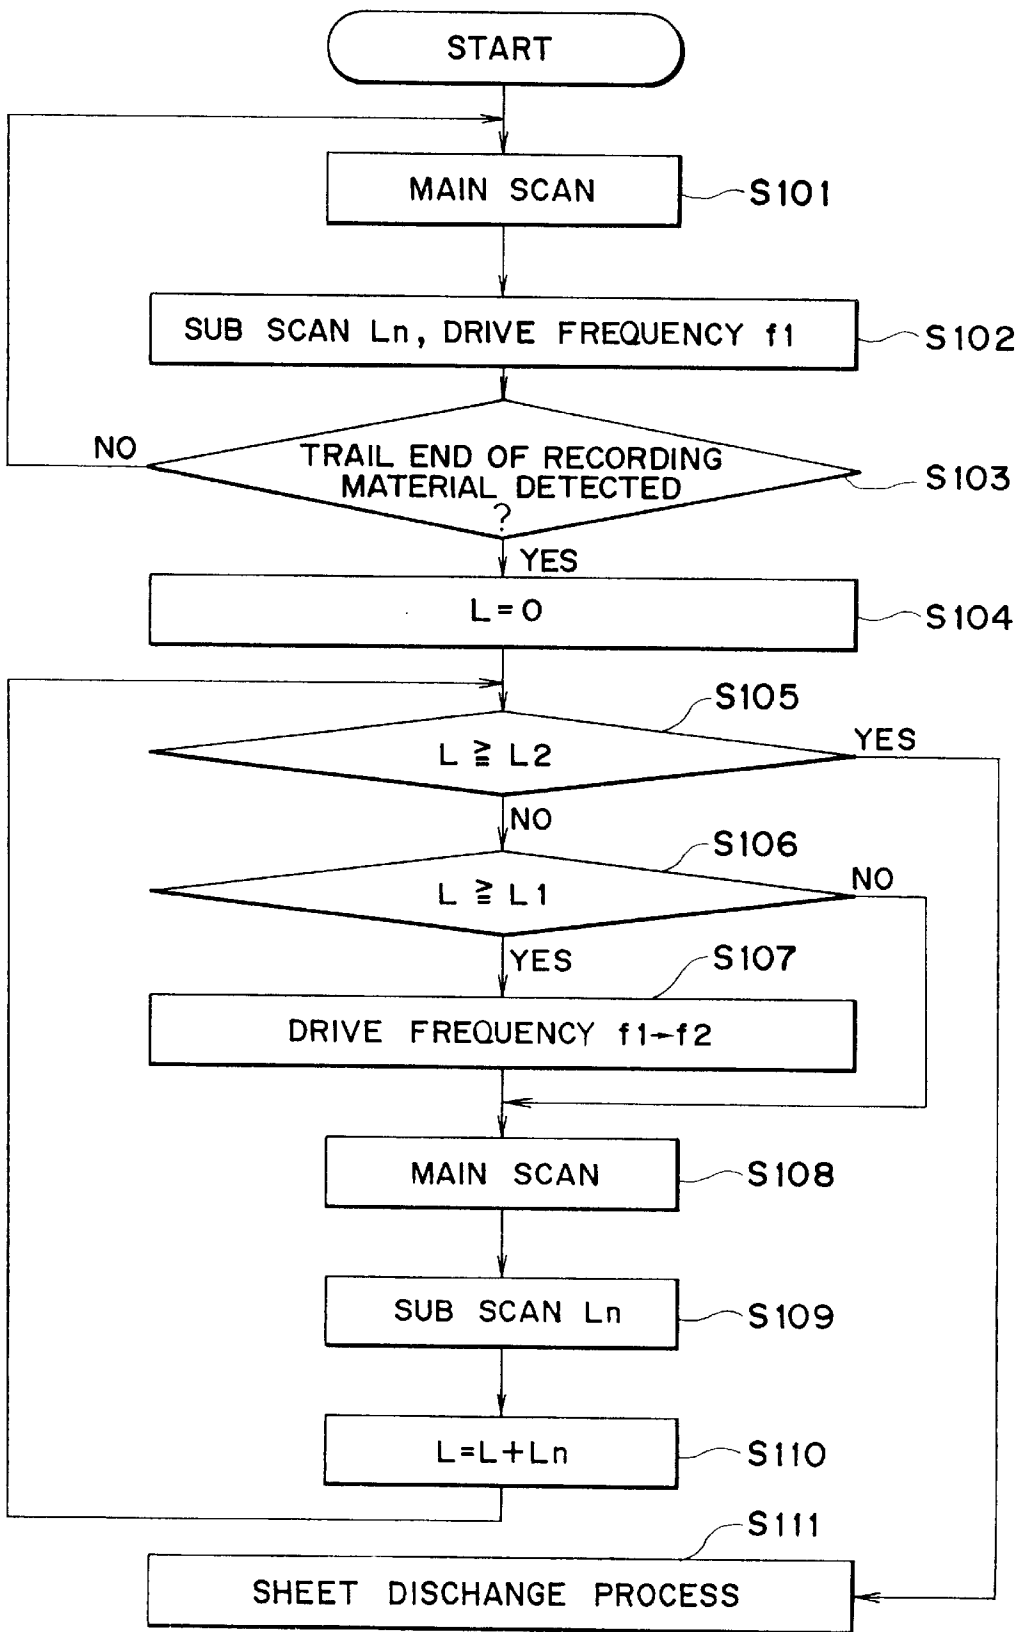 START
MAIN SCAN
S101
SUB SCAN Ln, DRIVE FREQUENCY f1
S102
NO
TRAIL END OF RECORDING
MATERIAL DETECTED
?
S103
YES
L=0
S104
S105
L ≧ L2
YES
NO
S106
L ≧ L1
NO
YES
S107
DRIVE FREQUENCY f1→f2
MAIN SCAN
S108
SUB SCAN Ln
S109
L=L+Ln
S110
S111
SHEET DISCHARGE PROCESS